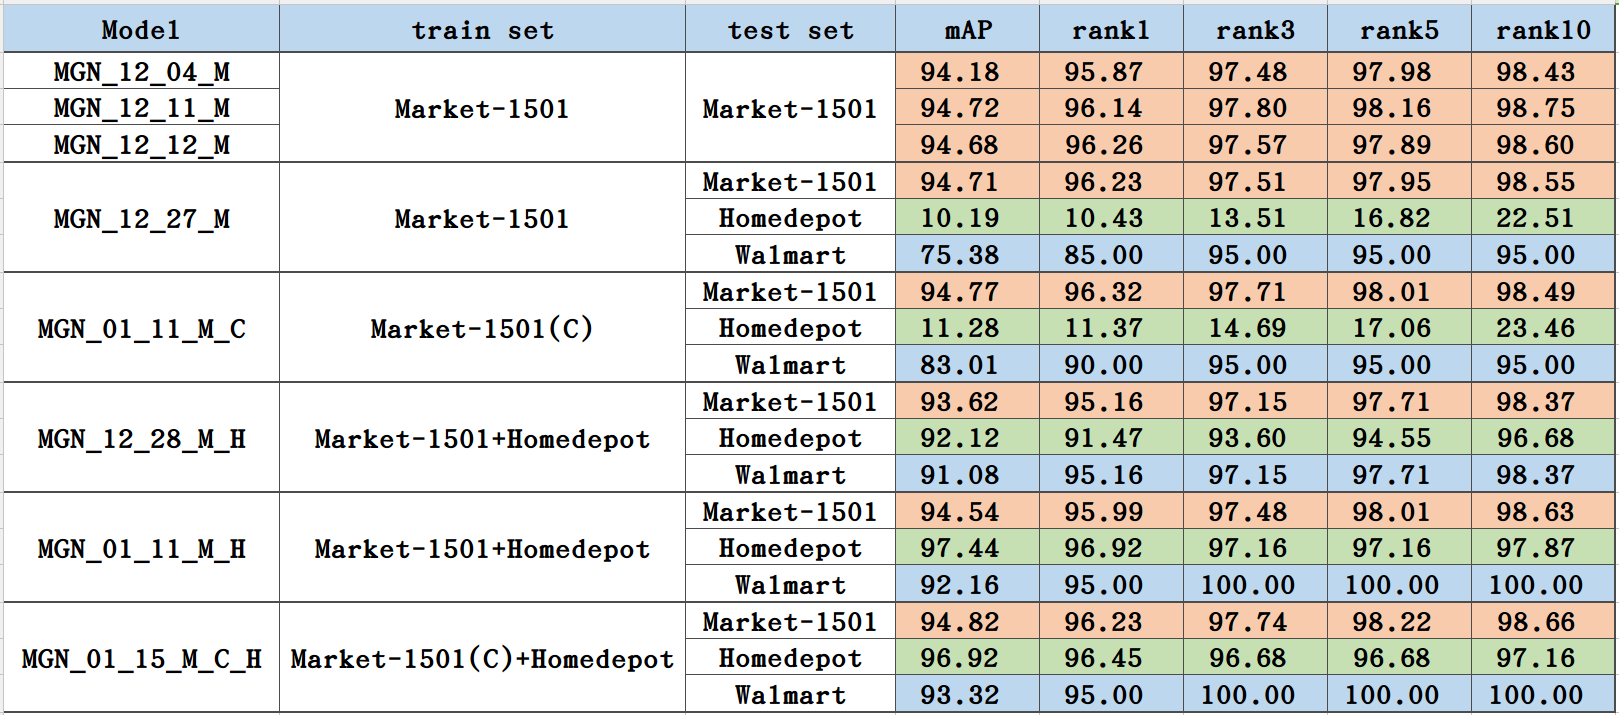 Model train set test set mAP rank1 rank3 rank5 rank10
MGN_12_04_M Market-1501 Market-1501 94.18 95.87 97.48 97.98 98.43
MGN_12_11_M 94.72 96.14 97.80 98.16 98.75
MGN_12_12_M 94.68 96.26 97.57 97.89 98.60
MGN_12_27_M Market-1501 Market-1501 94.71 96.23 97.51 97.95 98.55
Homedepot 10.19 10.43 13.51 16.82 22.51
Walmart 75.38 85.00 95.00 95.00 95.00
MGN_01_11_M_C Market-1501(C) Market-1501 94.77 96.32 97.71 98.01 98.49
Homedepot 11.28 11.37 14.69 17.06 23.46
Walmart 83.01 90.00 95.00 95.00 95.00
MGN_12_28_M_H Market-1501+Homedepot Market-1501 93.62 95.16 97.15 97.71 98.37
Homedepot 92.12 91.47 93.60 94.55 96.68
Walmart 91.08 95.16 97.15 97.71 98.37
MGN_01_11_M_H Market-1501+Homedepot Market-1501 94.54 95.99 97.48 98.01 98.63
Homedepot 97.44 96.92 97.16 97.16 97.87
Walmart 92.16 95.00 100.00 100.00 100.00
MGN_01_15_M_C_H Market-1501(C)+Homedepot Market-1501 94.82 96.23 97.74 98.22 98.66
Homedepot 96.92 96.45 96.68 96.68 97.16
Walmart 93.32 95.00 100.00 100.00 100.00